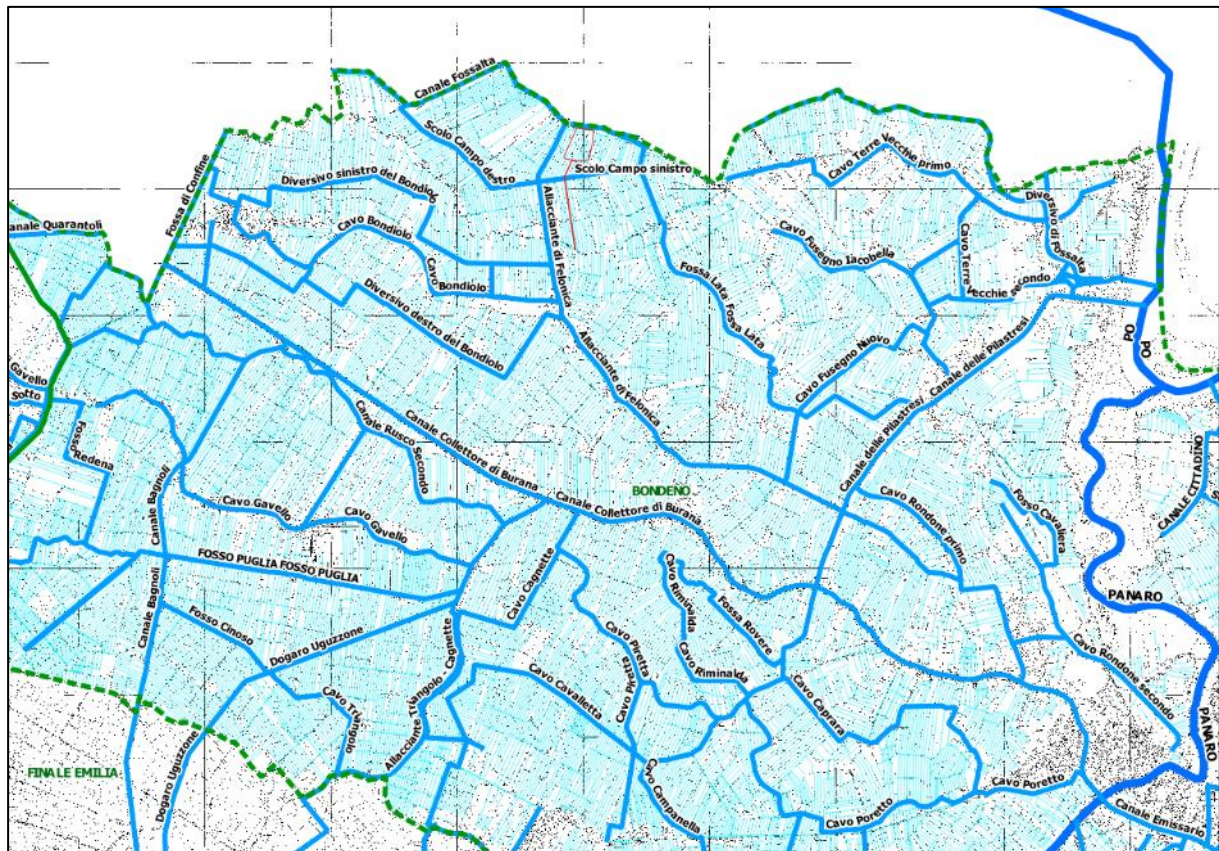 Canale Fossalta
Scolo Campo destro
Scolo Campo sinistro
Cavo Terre Vecchie primo
Fossa di Confine
Diversivo sinistro del Bondiolo
Diversivo di Fossalta
anale Quarantoli
Cavo Bondiolo
Cavo Bondiolo
Allacciante di Felonica
Cavo Fusegno Iacobella
Cavo Terre
Vecchie secondo
Fossa Lata Fossa Lata
Diversivo destro del Bondiolo
Allacciante di Felonica
Canale delle Pilastresi
PO
PO
Gavello
Sotto
Cavo Fusegno Nuovo
Fosso
Redena
Canale Rusco Secondo
Canale Collettore di Burana
Canale delle Pilastresi
CANALE CITTADINO
S
Canale Bagnoli
BONDENO
Cavo Gavello
Cavo Gavello
Canale Collettore di Burana
Cavo Rondone primo
Fosso Cavaliera
FOSSO PUGLIA FOSSO PUGLIA
Cavo Cagnette
Cavo Riminalda
Fossa Rovere
PANARO
Canale Bagnoli
Fosso Cinoso
Dogaro Uguzzone
Allacciante Triangolo Cagnette
Cavo Piretta
Cavo Piretta
Cavo Riminalda
Cavo Rondone secondo
Cavo Triangolo
Cavo Cavalletta
Cavo Caprara
PANARO
Dogaro Uguzzone
FINALE EMILIA
Cavo Campanella
Cavo Poretto
Cavo Poretto
Canale Emissario